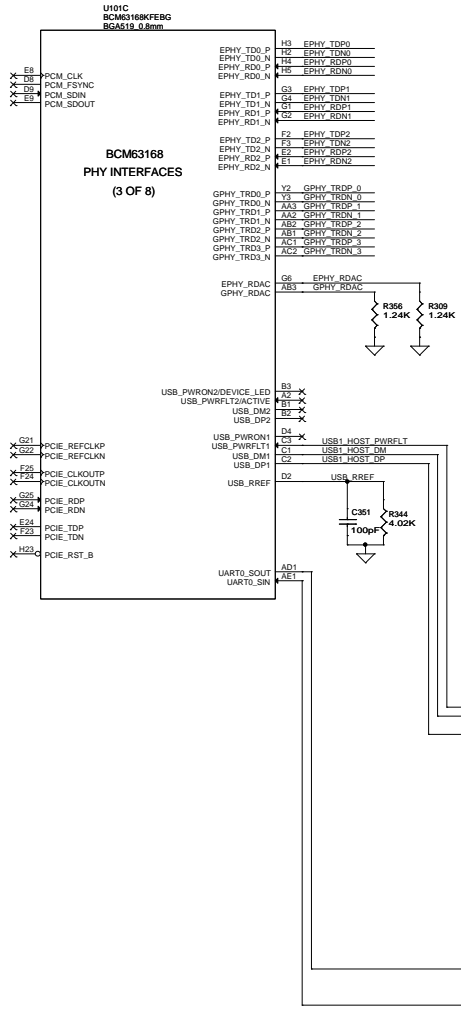 U101C
BCM63168KFEBG
BGA519_0.8mm
BCM63168
PHY INTERFACES
(3 OF 8)
E8 PCM_CLK
D8 PCM_FSYNC
D9 PCM_SDIN
E9 PCM_SDOUT
EPHY_TD0_P H3 EPHY_TDP0
EPHY_TD0_N H2 EPHY_TDN0
EPHY_RD0_P H4 EPHY_RDP0
EPHY_RD0_N H5 EPHY_RDN0
EPHY_TD1_P G3 EPHY_TDP1
EPHY_TD1_N G4 EPHY_TDN1
EPHY_RD1_P G1 EPHY_RDP1
EPHY_RD1_N G2 EPHY_RDN1
EPHY_TD2_P F2 EPHY_TDP2
EPHY_TD2_N F3 EPHY_TDN2
EPHY_RD2_P E2 EPHY_RDP2
EPHY_RD2_N E1 EPHY_RDN2
GPHY_TRD0_P Y2 GPHY_TRDP_0
GPHY_TRD0_N Y3 GPHY_TRDN_0
GPHY_TRD1_P AA3 GPHY_TRDP_1
GPHY_TRD1_N AA2 GPHY_TRDN_1
GPHY_TRD2_P AB2 GPHY_TRDP_2
GPHY_TRD2_N AB1 GPHY_TRDN_2
GPHY_TRD3_P AC1 GPHY_TRDP_3
GPHY_TRD3_N AC2 GPHY_TRDN_3
EPHY_RDAC G6 EPHY_RDAC
GPHY_RDAC AB3 GPHY_RDAC
R356
1.24K
R309
1.24K
USB_PWRON2/DEVICE_LED B3
USB_PWRFLT2/ACTIVE A2
USB_DM2 B1
USB_DP2 B2
USB_PWRON1 D4
USB_PWRFLT1 C3 USB1_HOST_PWRFLT
USB_DM1 C1 USB1_HOST_DM
USB_DP1 C2 USB1_HOST_DP
USB_RREF D2 USB_RREF
G21 PCIE_REFCLKP
G22 PCIE_REFCLKN
F25 PCIE_CLKOUTP
F24 PCIE_CLKOUTN
G25 PCIE_RDP
G24 PCIE_RDN
E24 PCIE_TDP
F23 PCIE_TDN
H23 PCIE_RST_B
C351
100pF
R344
4.02K
UART0_SOUT AD1
UART0_SIN AE1